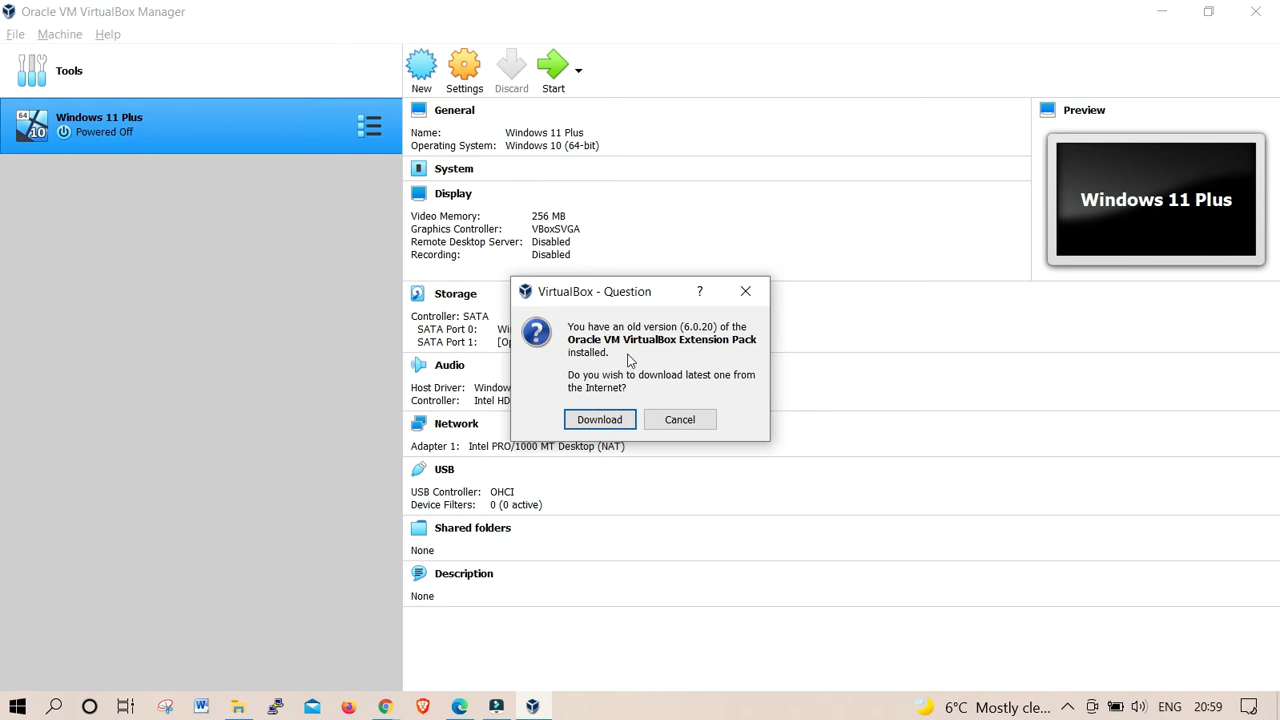 Oracle VM VirtualBox Manager
File Machine Help
Tools
New Settings Discard Start
64
10
Windows 11 Plus
Powered Off
General
Name: Windows 11 Plus
Operating System: Windows 10 (64-bit)
System
Display
Video Memory: 256 MB
Graphics Controller: VBoxSVGA
Remote Desktop Server: Disabled
Recording: Disabled
Preview
Windows 11 Plus
Storage
Controller: SATA
SATA Port 0:
SATA Port 1: [Op
Audio
Host Driver: Window
Controller: Intel HD
Network
Adapter 1: Intel PRO/1000 MT Desktop (NAT)
USB
USB Controller: OHCI
Device Filters: 0 (0 active)
Shared folders
None
Description
None
VirtualBox - Question
?
You have an old version (6.0.20) of the
Oracle VM VirtualBox Extension Pack
installed.
Do you wish to download latest one from
the Internet?
Download Cancel
6°C Mostly cle... ENG 20:59